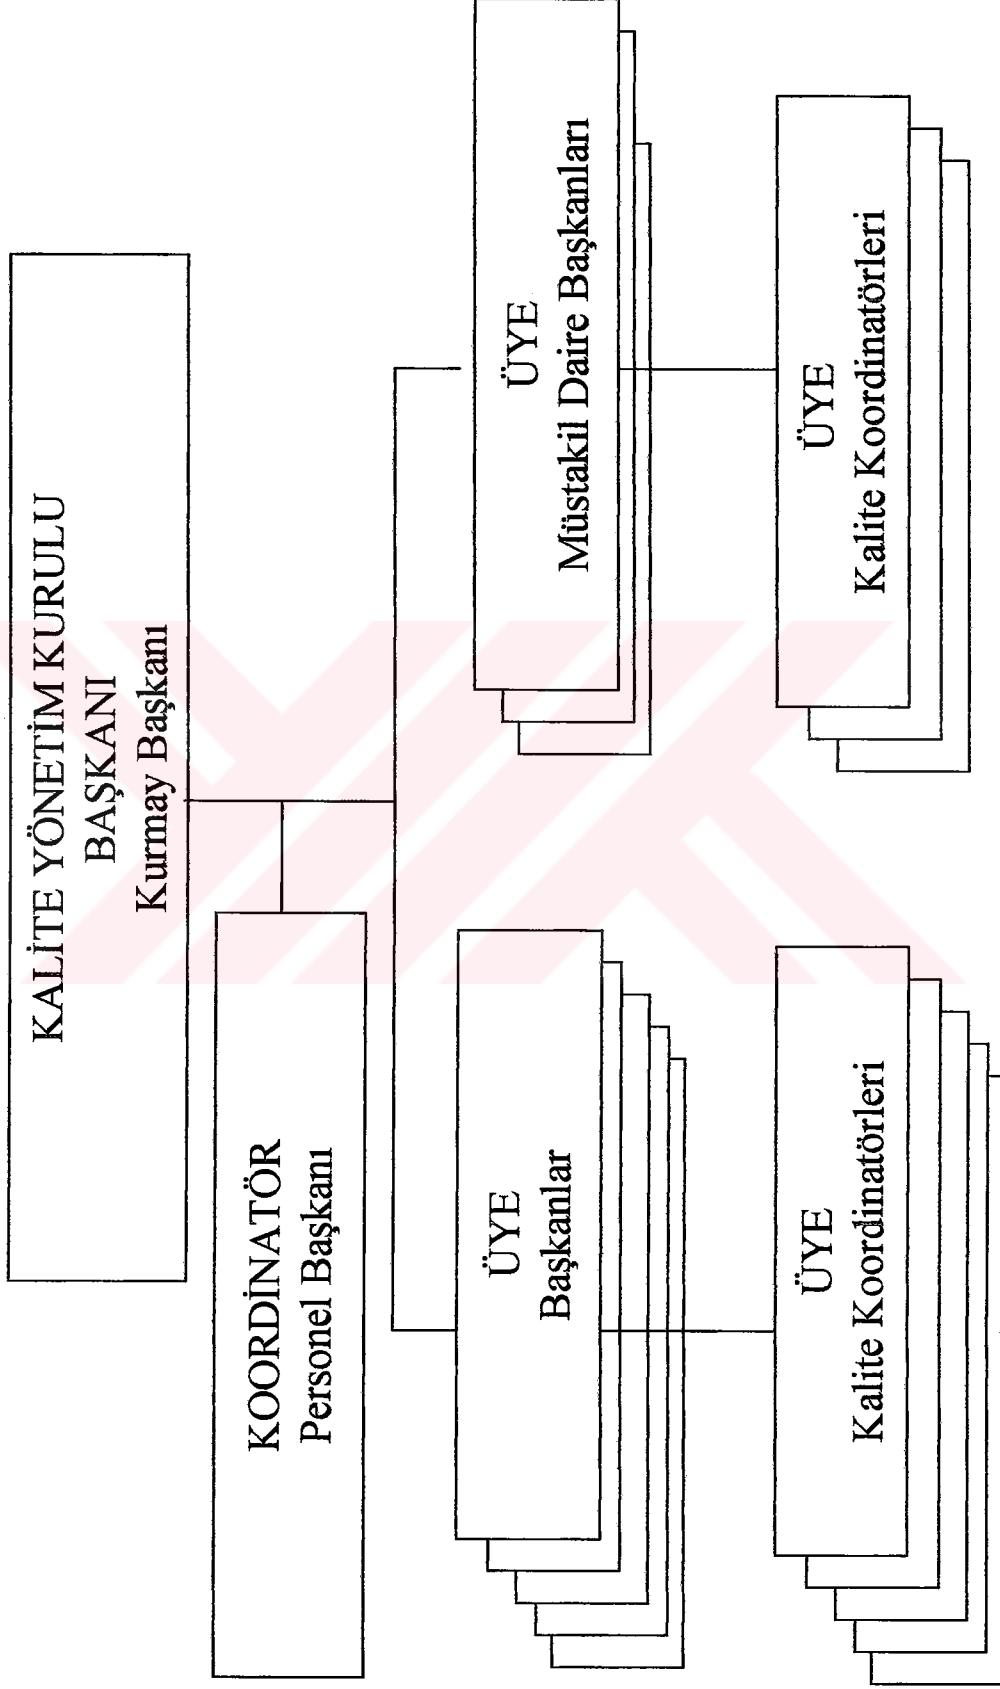 KALİTE YÖNETİM KURULU
BAŞKANI
Kurmay Başkanı
KOORDİNATÖR
Personel Başkanı
ÜYE
Başkanlar
ÜYE
Müstakil Daire Başkanları
ÜYE
Kalite Koordinatörleri
ÜYE
Kalite Koordinatörleri